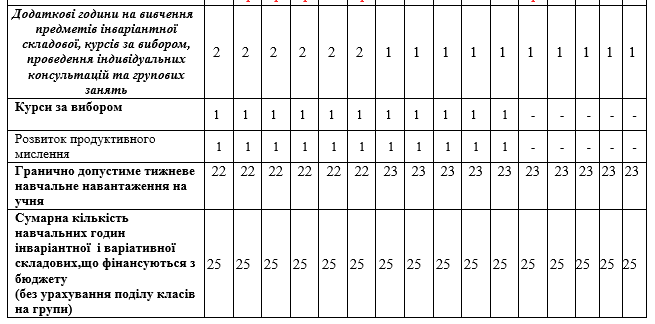 Додаткові години на вивчення
предметів інваріантної
складової, курсів за вибором,
проведення індивідуальних
консультацій та групових
занять
2 2 2 2 2 2 1 1 1 1 1 1 1 1 1 1
Курси за вибором
1 1 1 1 1 1 1 1 1 1 1 - - - - -
Розвиток продуктивного
мислення
1 1 1 1 1 1 1 1 1 1 1 - - - - -
Гранично допустиме тижневе
навчальне навантаження на
учня
22 22 22 22 22 22 23 23 23 23 23 23 23 23 23 23
Сумарна кількість
навчальних годин
інваріантної і варіативної
складових,що фінансуються з
бюджету
(без урахування поділу класів
на групи)
25 25 25 25 25 25 25 25 25 25 25 25 25 25 25 25